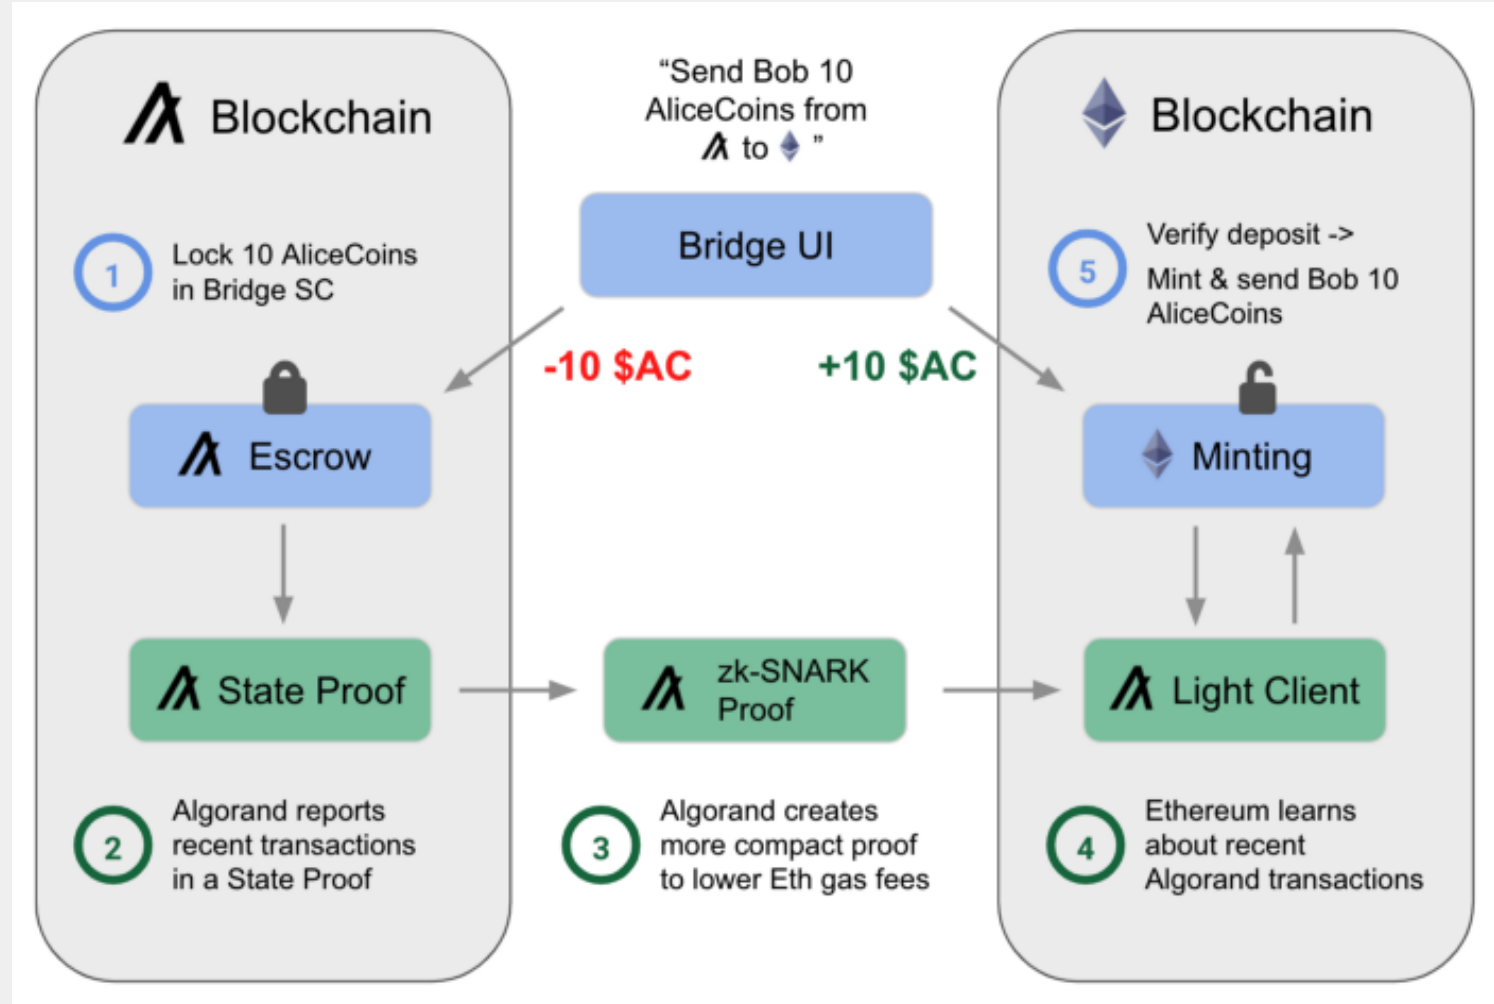 Blockchain
1
Lock 10 AliceCoins
in Bridge SC
Escrow
State Proof
2
Algorand reports
recent transactions
in a State Proof
“Send Bob 10
AliceCoins from
to ”
Bridge UI
-10 $AC
+10 $AC
zk-SNARK
Proof
3
Algorand creates
more compact proof
to lower Eth gas fees
Blockchain
5
Verify deposit ->
Mint & send Bob 10
AliceCoins
Minting
Light Client
4
Ethereum learns
about recent
Algorand transactions